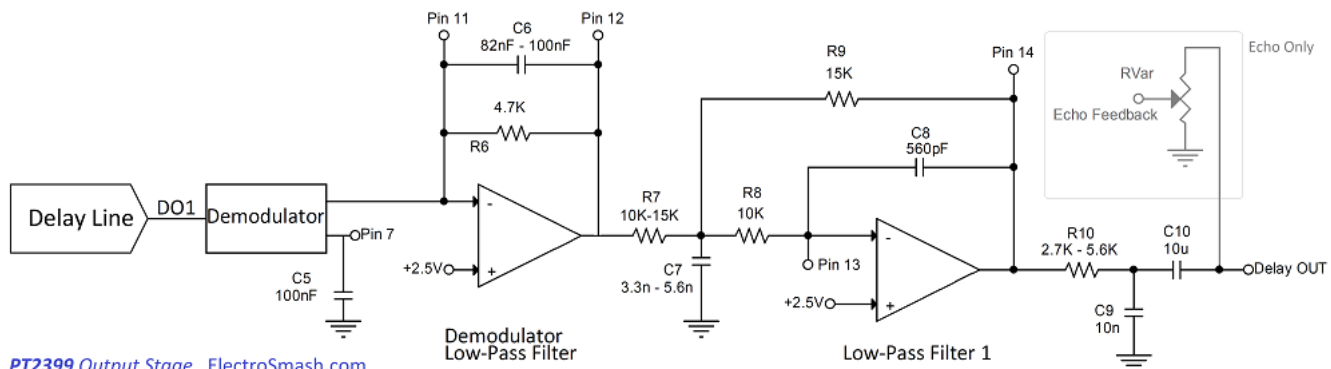 Pin 11
C6
82nF - 100nF
Pin 12
4.7K
R6
R9
15K
Pin 14
C8
560pF
Echo Only
RVar
Echo Feedback
Delay Line
DO1
Demodulator
Pin 7
C5
100nF
-
+2.5V
+
R7
10K-15K
R8
10K
C7
3.3n - 5.6n
Pin 13
-
+2.5V
+
R10
2.7K - 5.6K
C10
10u
Delay OUT
C9
10n
Demodulator
Low-Pass Filter
Low-Pass Filter 1
PT2399 Output Stage ElectroSmash.com